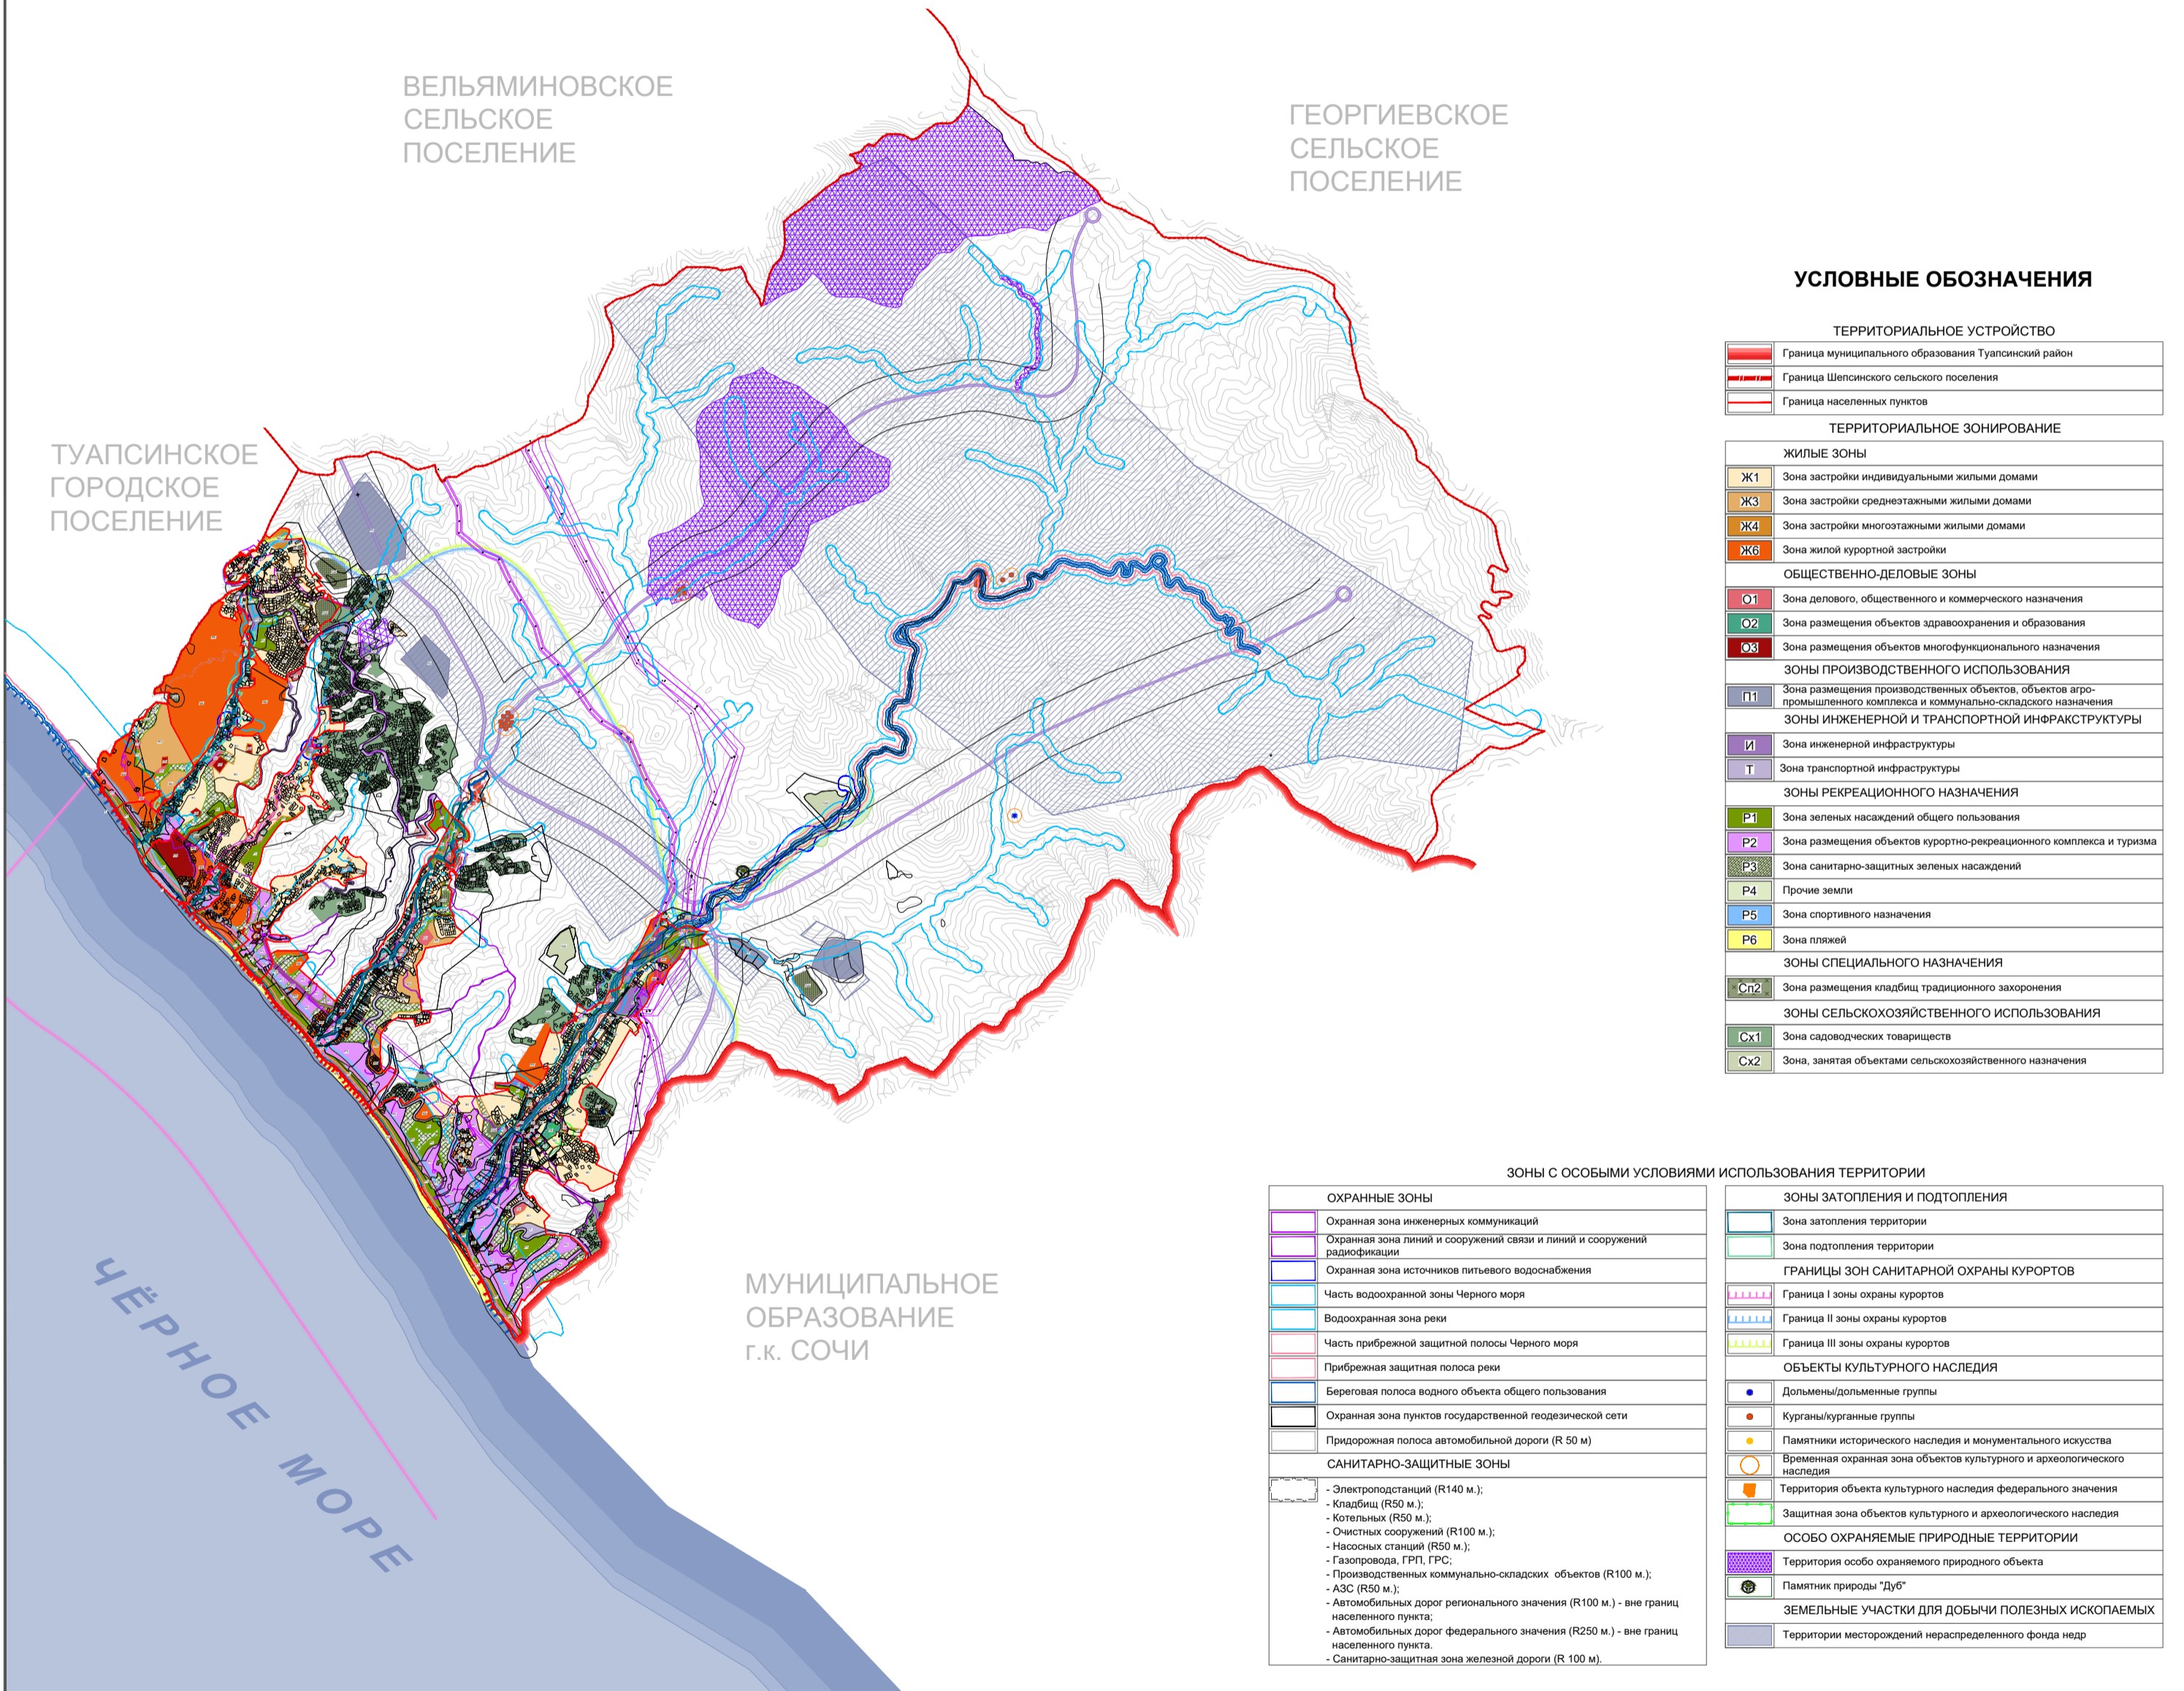 ВЕЛЬЯМИНОВСКОЕ
СЕЛЬСКОЕ
ПОСЕЛЕНИЕ
ГЕОРГИЕВСКОЕ
СЕЛЬСКОЕ
ПОСЕЛЕНИЕ
ТУАПСИНСКОЕ
ГОРОДСКОЕ
ПОСЕЛЕНИЕ
МУНИЦИПАЛЬНОЕ
ОБРАЗОВАНИЕ
г.к. СОЧИ
ЧЁРНОЕ МОРЕ
УСЛОВНЫЕ ОБОЗНАЧЕНИЯ
ТЕРРИТОРИАЛЬНОЕ УСТРОЙСТВО
Граница муниципального образования Туапсинский район
Граница Шепсинского сельского поселения
Граница населенных пунктов
ТЕРРИТОРИАЛЬНОЕ ЗОНИРОВАНИЕ
ЖИЛЫЕ ЗОНЫ
Ж1 Зона застройки индивидуальными жилыми домами
Ж3 Зона застройки среднеэтажными жилыми домами
Ж4 Зона застройки многоэтажными жилыми домами
Ж6 Зона жилой курортной застройки
ОБЩЕСТВЕННО-ДЕЛОВЫЕ ЗОНЫ
О1 Зона делового, общественного и коммерческого назначения
О2 Зона размещения объектов здравоохранения и образования
О3 Зона размещения объектов многофункционального назначения
ЗОНЫ ПРОИЗВОДСТВЕННОГО ИСПОЛЬЗОВАНИЯ
П1 Зона размещения производственных объектов, объектов агро-
промышленного комплекса и коммунально-складского назначения
ЗОНЫ ИНЖЕНЕРНОЙ И ТРАНСПОРТНОЙ ИНФРАКСТРУКТУРЫ
И Зона инженерной инфраструктуры
Т Зона транспортной инфраструктуры
ЗОНЫ РЕКРЕАЦИОННОГО НАЗНАЧЕНИЯ
Р1 Зона зеленых насаждений общего пользования
Р2 Зона размещения объектов курортно-рекреационного комплекса и туризма
Р3 Зона санитарно-защитных зеленых насаждений
Р4 Прочие земли
Р5 Зона спортивного назначения
Р6 Зона пляжей
ЗОНЫ СПЕЦИАЛЬНОГО НАЗНАЧЕНИЯ
Сп2 Зона размещения кладбищ традиционного захоронения
ЗОНЫ СЕЛЬСКОХОЗЯЙСТВЕННОГО ИСПОЛЬЗОВАНИЯ
Сх1 Зона садоводческих товариществ
Сх2 Зона, занятая объектами сельскохозяйственного назначения
ЗОНЫ С ОСОБЫМИ УСЛОВИЯМИ ИСПОЛЬЗОВАНИЯ ТЕРРИТОРИИ
ОХРАННЫЕ ЗОНЫ
Охранная зона инженерных коммуникаций
Охранная зона линий и сооружений связи и линий и сооружений
радиофикации
Охранная зона источников питьевого водоснабжения
Часть водоохранной зоны Черного моря
Водоохранная зона реки
Часть прибрежной защитной полосы Черного моря
Прибрежная защитная полоса реки
Береговая полоса водного объекта общего пользования
Охранная зона пунктов государственной геодезической сети
Придорожная полоса автомобильной дороги (R 50 м)
САНИТАРНО-ЗАЩИТНЫЕ ЗОНЫ
- Электроподстанций (R140 м.);
- Кладбищ (R50 м.);
- Котельных (R50 м.);
- Очистных сооружений (R100 м.);
- Насосных станций (R50 м.);
- Газопровода, ГРП, ГРС;
- Производственных коммунально-складских объектов (R100 м.);
- АЗС (R50 м.);
- Автомобильных дорог регионального значения (R100 м.) - вне границ
населенного пункта;
- Автомобильных дорог федерального значения (R250 м.) - вне границ
населенного пункта.
- Санитарно-защитная зона железной дороги (R 100 м).
ЗОНЫ ЗАТОПЛЕНИЯ И ПОДТОПЛЕНИЯ
Зона затопления территории
Зона подтопления территории
ГРАНИЦЫ ЗОН САНИТАРНОЙ ОХРАНЫ КУРОРТОВ
Граница I зоны охраны курортов
Граница II зоны охраны курортов
Граница III зоны охраны курортов
ОБЪЕКТЫ КУЛЬТУРНОГО НАСЛЕДИЯ
Дольмены/дольменные группы
Курганы/курганные группы
Памятники исторического наследия и монументального искусства
Временная охранная зона объектов культурного и археологического
наследия
Территория объекта культурного наследия федерального значения
Защитная зона объектов культурного и археологического наследия
ОСОБО ОХРАНЯЕМЫЕ ПРИРОДНЫЕ ТЕРРИТОРИИ
Территория особо охраняемого природного объекта
Памятник природы "Дуб"
ЗЕМЕЛЬНЫЕ УЧАСТКИ ДЛЯ ДОБЫЧИ ПОЛЕЗНЫХ ИСКОПАЕМЫХ
Территории месторождений нераспределенного фонда недр